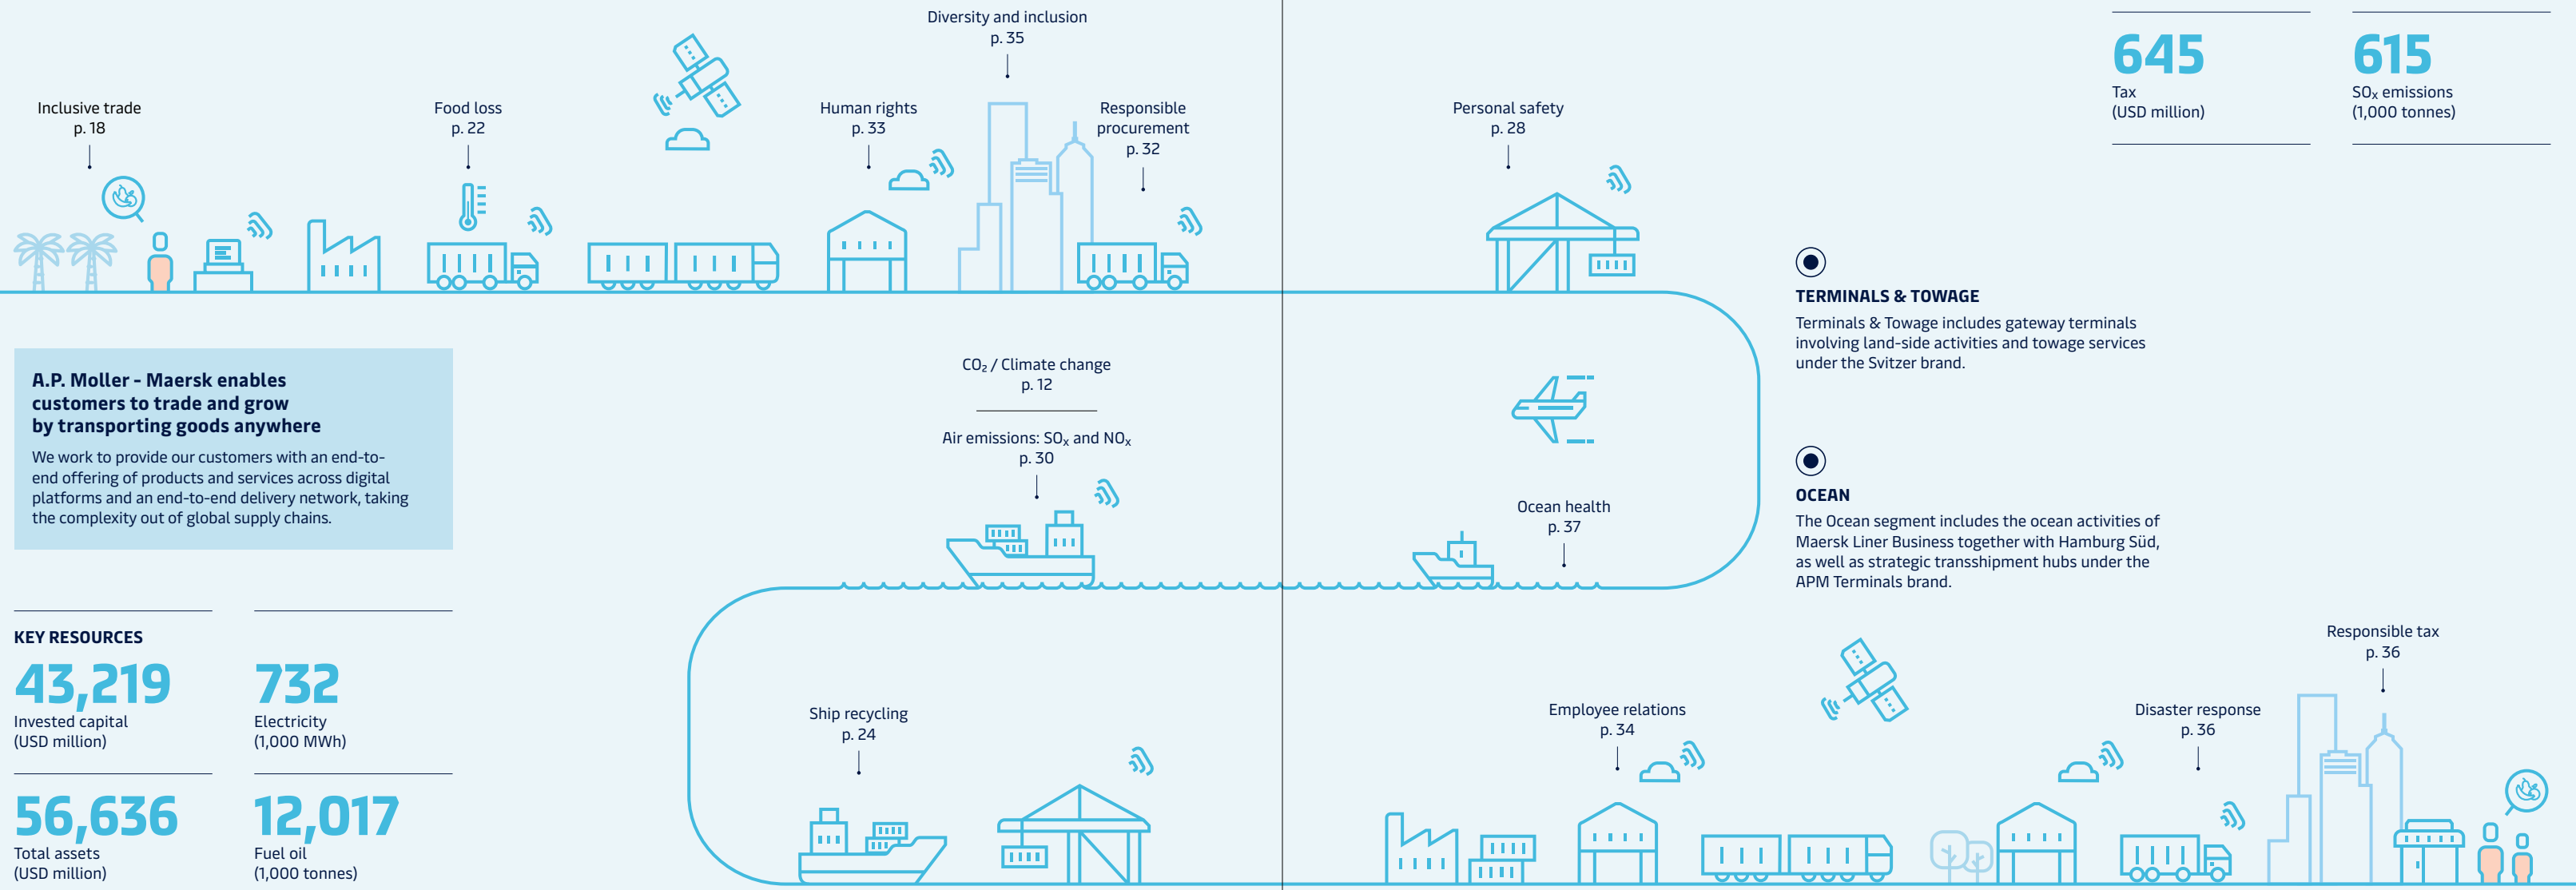 Diversity and inclusion
p. 35
Inclusive trade
p. 18
Food loss
p. 22
Human rights
p. 33
Responsible
procurement
p. 32
Personal safety
p. 28
645
Tax
(USD million)
615
SOₓ emissions
(1,000 tonnes)
TERMINALS & TOWAGE
Terminals & Towage includes gateway terminals
involving land-side activities and towage services
under the Svitzer brand.
A.P. Moller - Maersk enables
customers to trade and grow
by transporting goods anywhere
We work to provide our customers with an end-to-
end offering of products and services across digital
platforms and an end-to-end delivery network, taking
the complexity out of global supply chains.
CO₂ / Climate change
p. 12
Air emissions: SOₓ and NOₓ
p. 30
Ocean health
p. 37
OCEAN
The Ocean segment includes the ocean activities of
Maersk Liner Business together with Hamburg Süd,
as well as strategic transshipment hubs under the
APM Terminals brand.
KEY RESOURCES
43,219
Invested capital
(USD million)
732
Electricity
(1,000 MWh)
56,636
Total assets
(USD million)
12,017
Fuel oil
(1,000 tonnes)
Ship recycling
p. 24
Employee relations
p. 34
Disaster response
p. 36
Responsible tax
p. 36